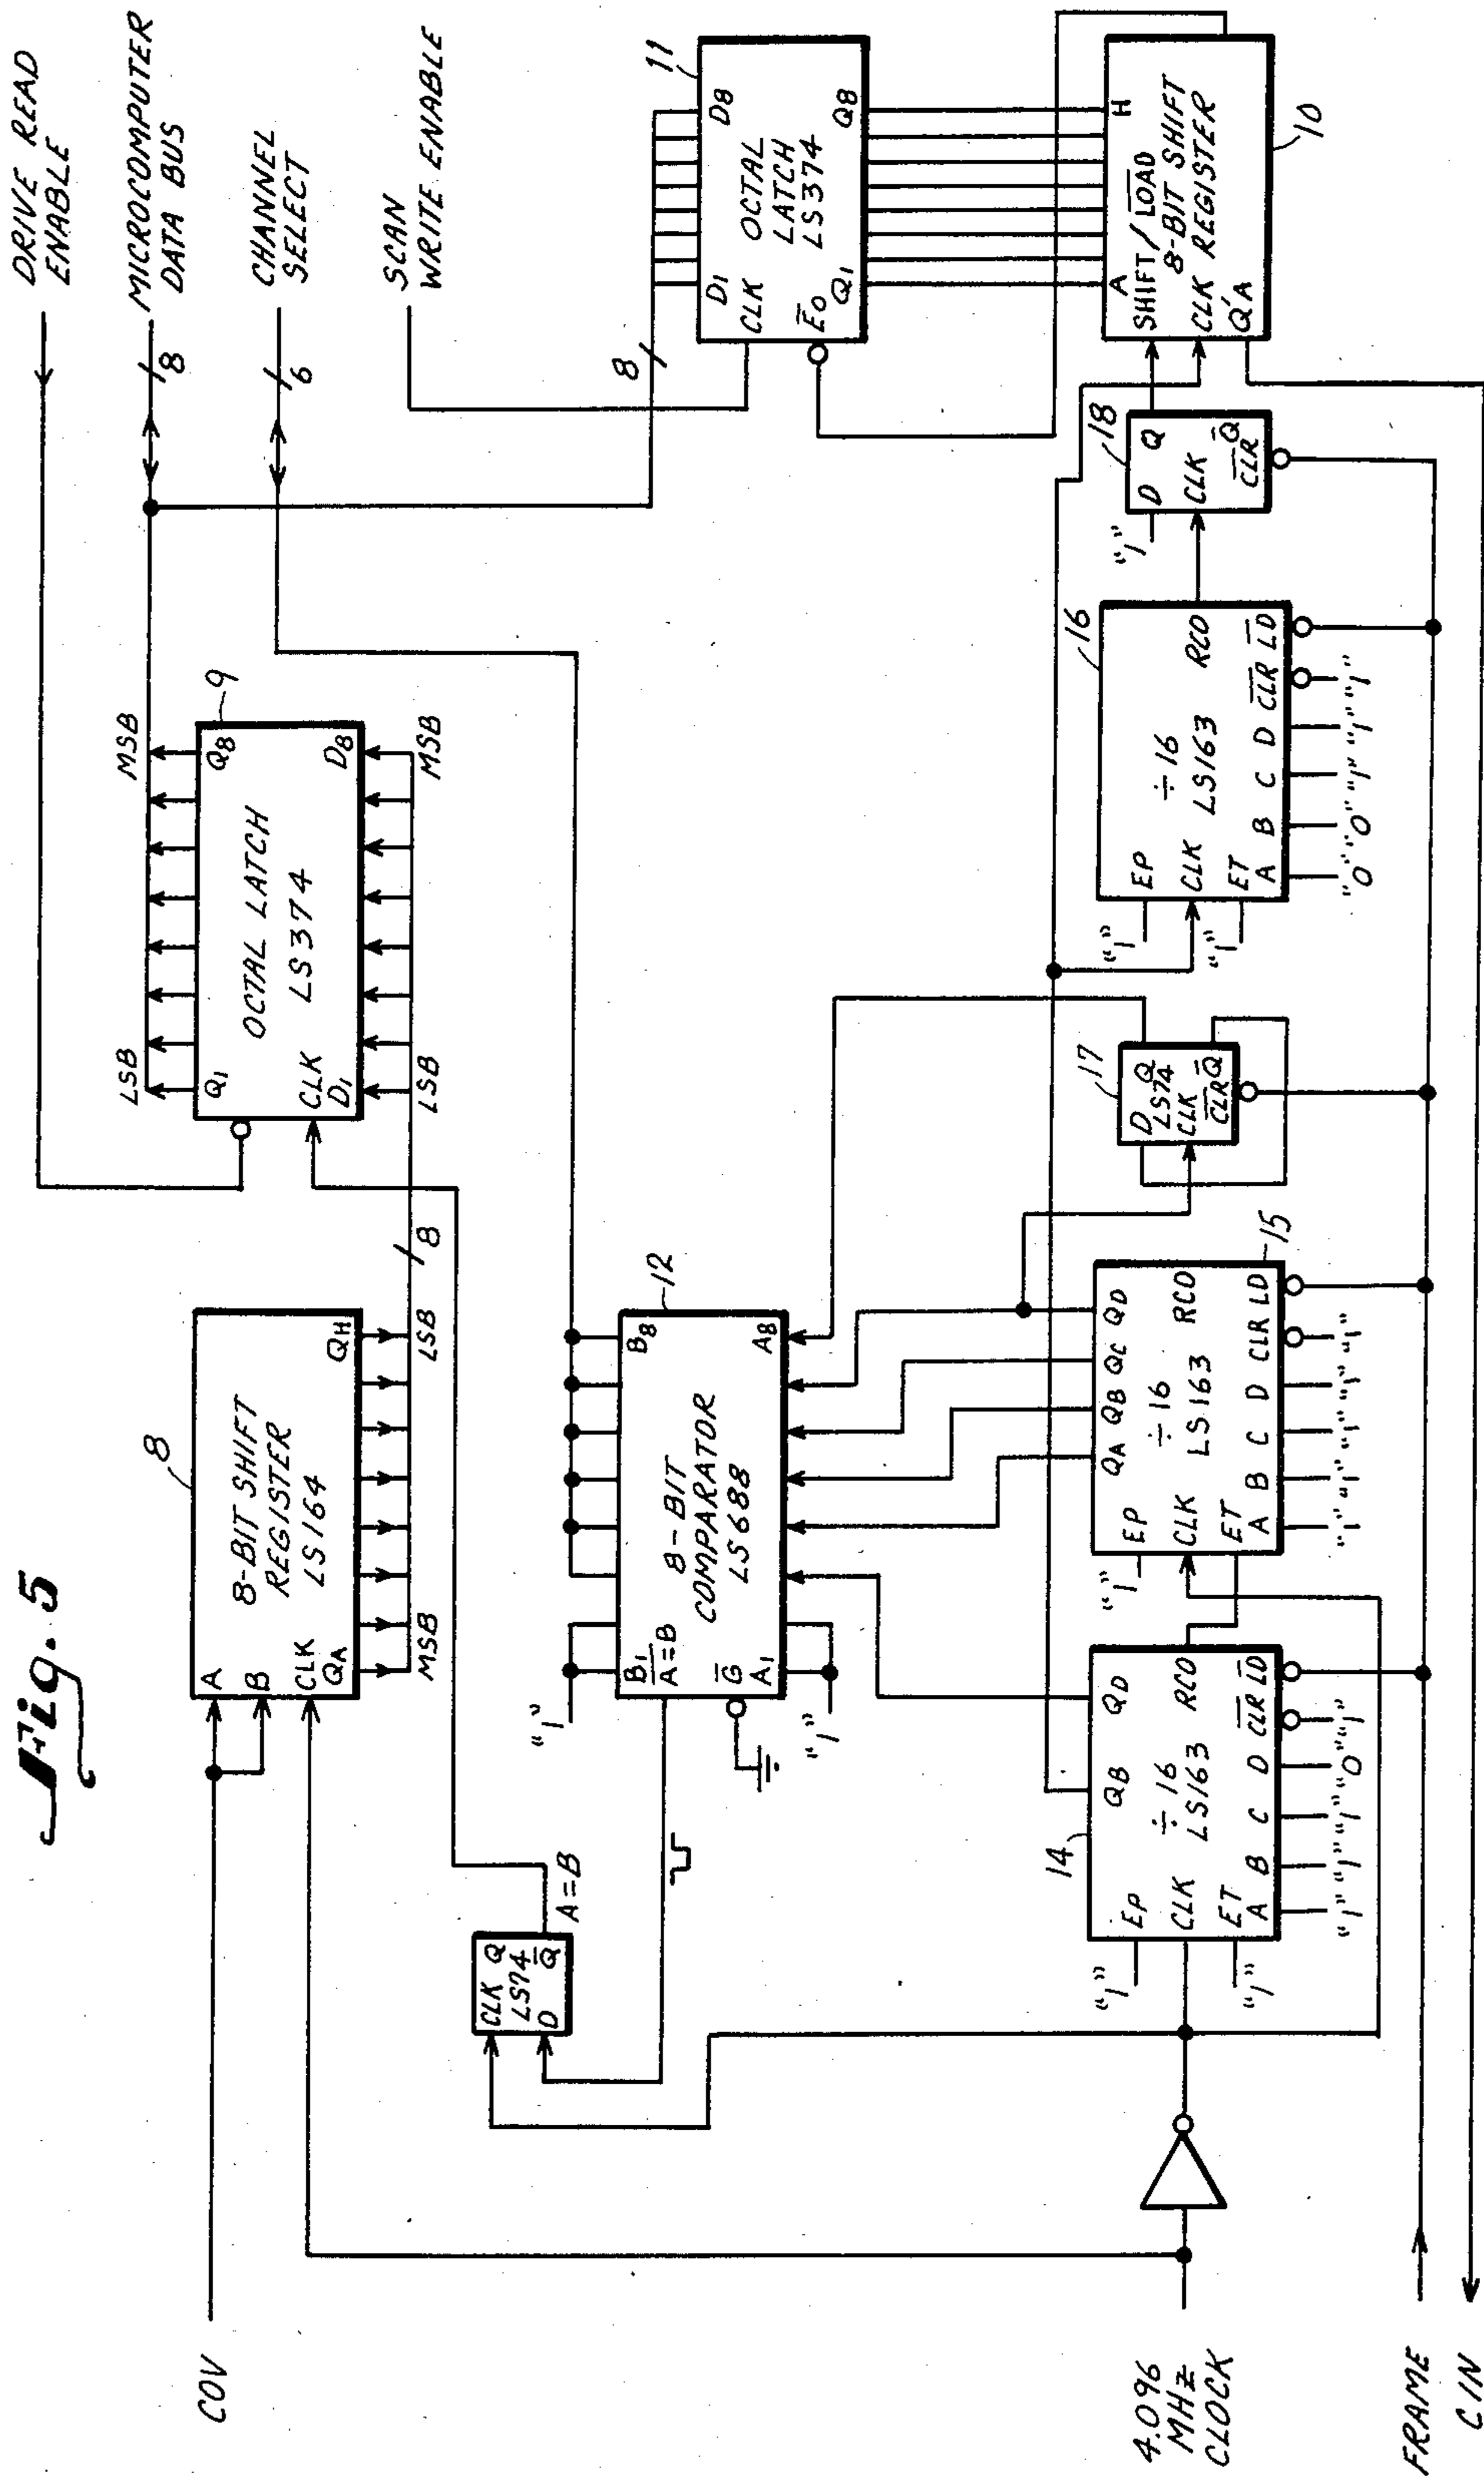 Fig. 5
COV
4.096
MHz
CLOCK
FRAME
C IN
8
A
B
CLK
QA
8-BIT SHIFT
REGISTER
LS164
QH
MSB
LSB
8
DRIVE READ
ENABLE
MICROCOMPUTER
DATA BUS
8
CHANNEL
SELECT
6
SCAN
WRITE ENABLE
9
LSB
MSB
Q1
Q8
OCTAL LATCH
LS374
CLK
D1
D8
LSB
MSB
CLK Q
LS74
D Q
A=B
12
"1"
B1
A=B
G
A1
8-BIT
COMPARATOR
LS688
B8
A8
"1"
8
11
D1
D8
CLK
OCTAL
LATCH
LS374
E0
Q1
Q8
A
H
SHIFT/LOAD
8-BIT SHIFT
CLK REGISTER
Q'A
10
14
"1"
EP
QB
QD
CLK
÷16
LS163
RCO
ET
"1"
A B C D CLR LD
"1" "1" "1" "0" "1"
15
"1"
EP
QA QB QC QD
CLK
÷16
LS163
RCO
ET
A B C D CLR LD
"1" "1" "1" "1" "1"
17
D Q
LS74
CLK
CLR Q
16
"1"
EP
CLK
÷16
LS163
RCO
"1"
ET
A B C D CLR LD
"0" "0" "1" "1" "1"
18
"1"
D Q
CLK
CLR Q